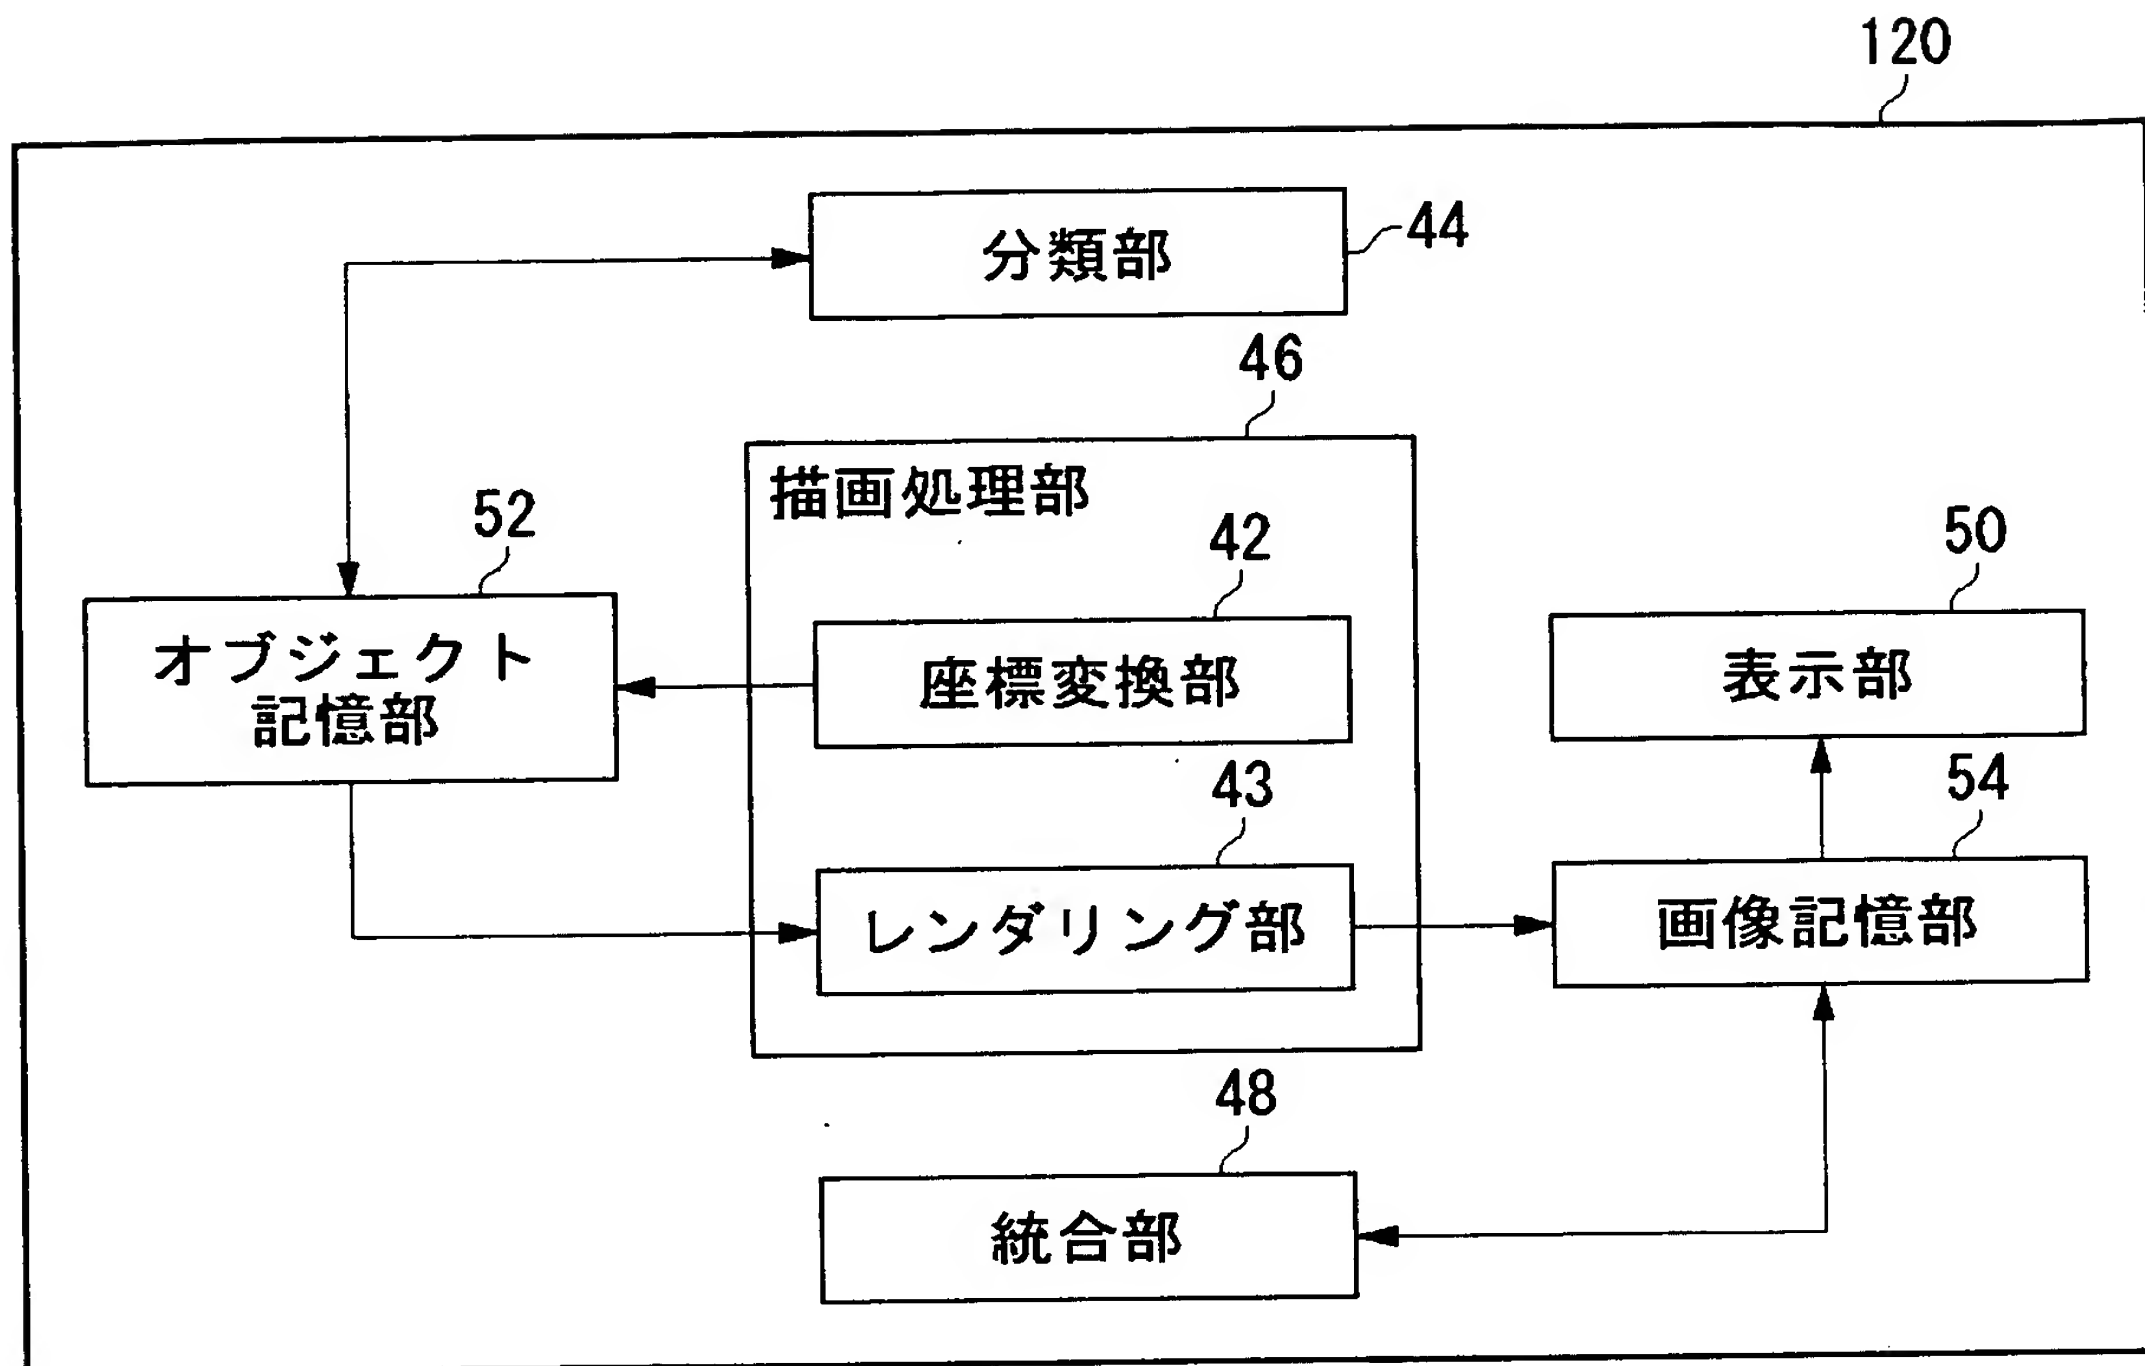 120
分類部
44
46
描画処理部
52
42
50
オブジェクト
記憶部
座標変換部
表示部
43
54
レンダリング部
画像記憶部
48
統合部